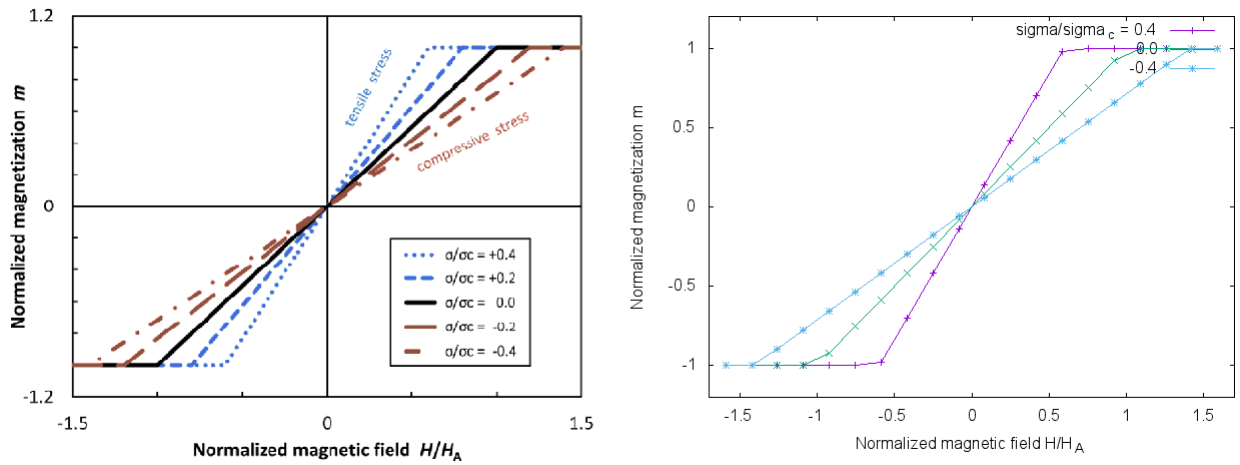 1.2
0
-1.2
-1.5
0
1.5
Normalized magnetization m
Normalized magnetic field H/HA
tensile stress
compressive stress
σ/σc = +0.4
σ/σc = +0.2
σ/σc = 0.0
σ/σc = -0.2
σ/σc = -0.4
sigma/sigma c = 0.4
0.0
-0.4
1
0.5
0
-0.5
-1
-1.5
-1
-0.5
0
0.5
1
1.5
Normalized magnetization m
Normalized magnetic field H/HA